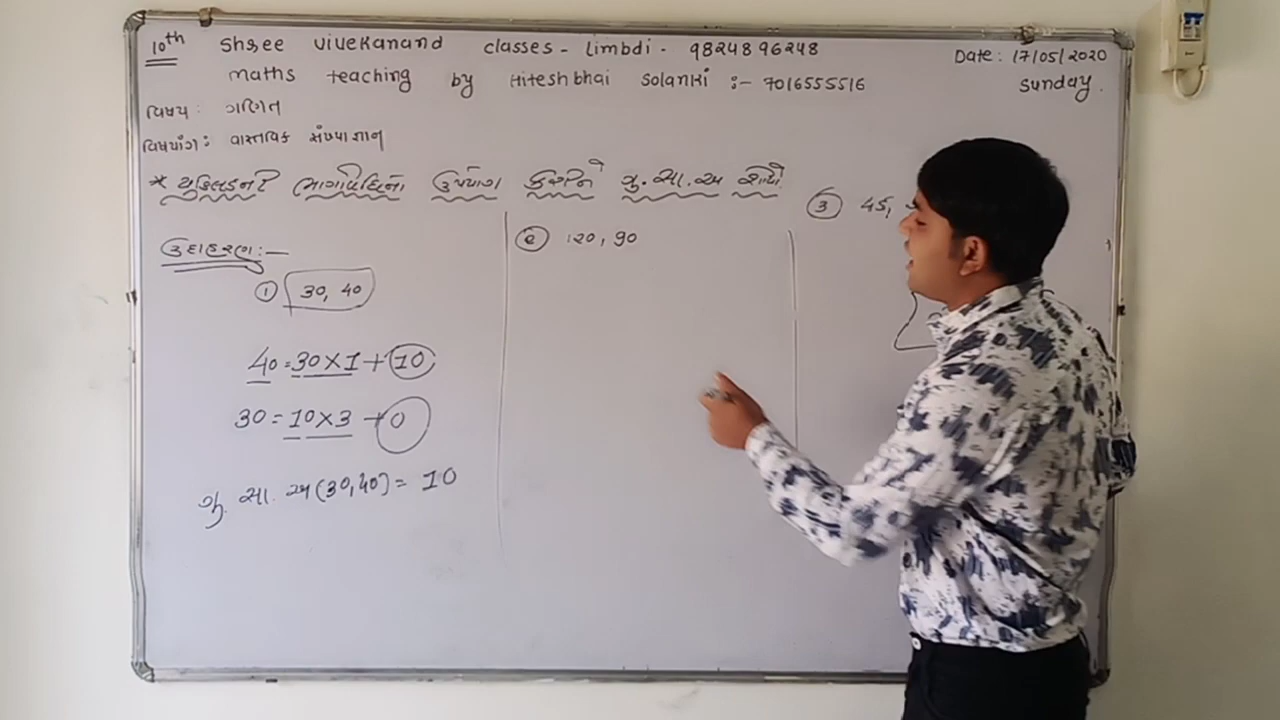 10th Shree vivekanand classes - Limbdi - 9824896248
Date: 17/05/2020
maths teaching by Hiteshbhai Solanki :- 7016555516
Sunday.
વિષય: ગણિત
વિષયાંગ: વાસ્તવિક સંખ્યાજ્ઞાન
* યુક્લિડની ભાગવિધિનો ઉપયોગ કરીને ગુ.સા.અ શોધો
ઉદાહરણ:-
① 30, 40
40 = 30 × 1 + 10
30 = 10 × 3 + 0
ગુ. સા. અ (30, 40) = 10
② 120, 90
③ 45,